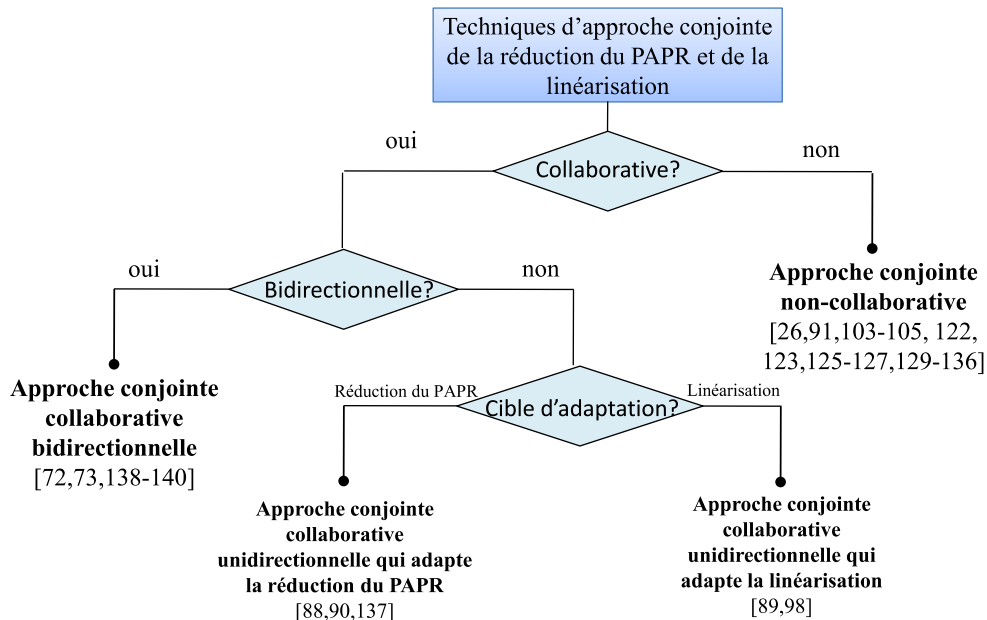 Techniques d’approche conjointe
de la réduction du PAPR et de la
linéarisation
oui
non
Collaborative?
oui
non
Bidirectionnelle?
Approche conjointe
non-collaborative
[26,91,103-105, 122,
123,125-127,129-136]
Approche conjointe
collaborative
bidirectionnelle
[72,73,138-140]
Réduction du PAPR
Linéarisation
Cible d’adaptation?
Approche conjointe
collaborative
unidirectionnelle qui adapte
la réduction du PAPR
[88,90,137]
Approche conjointe
collaborative
unidirectionnelle qui
adapte la linéarisation
[89,98]